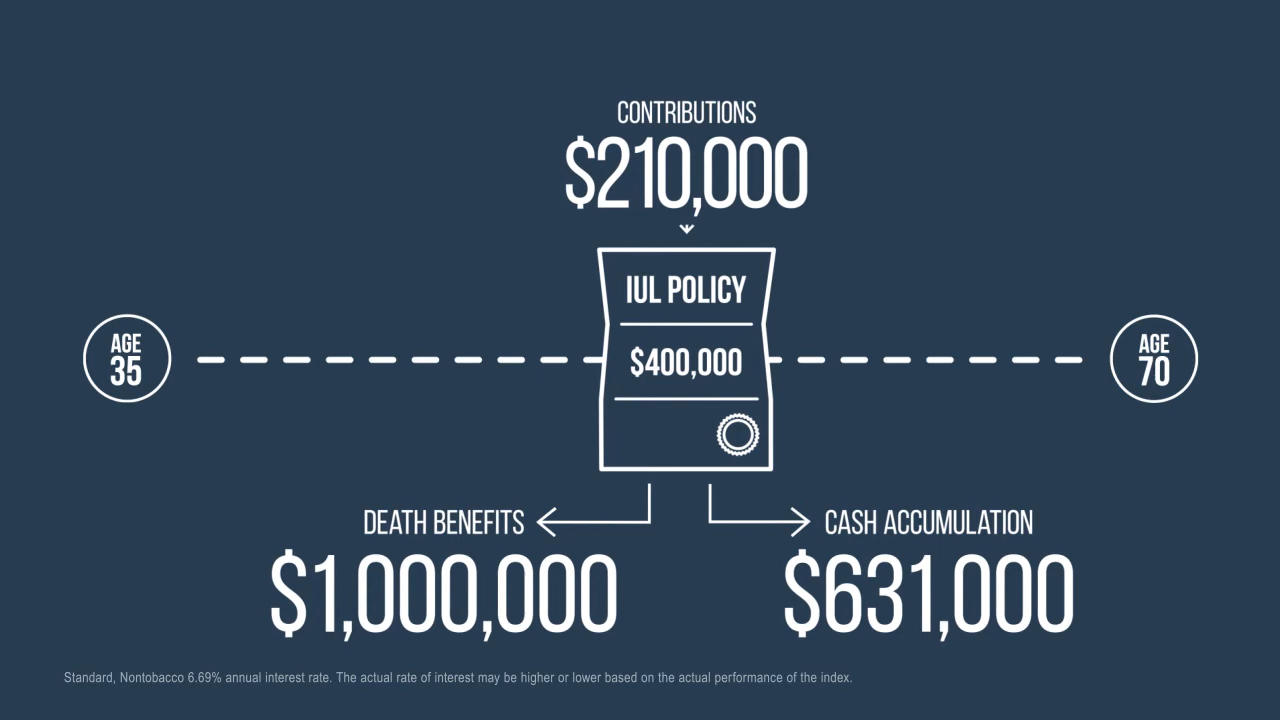 CONTRIBUTIONS
$210,000
IUL POLICY
$400,000
AGE
35
AGE
70
DEATH BENEFITS
$1,000,000
CASH ACCUMULATION
$631,000
Standard, Nontobacco 6.69% annual interest rate. The actual rate of interest may be higher or lower based on the actual performance of the index.